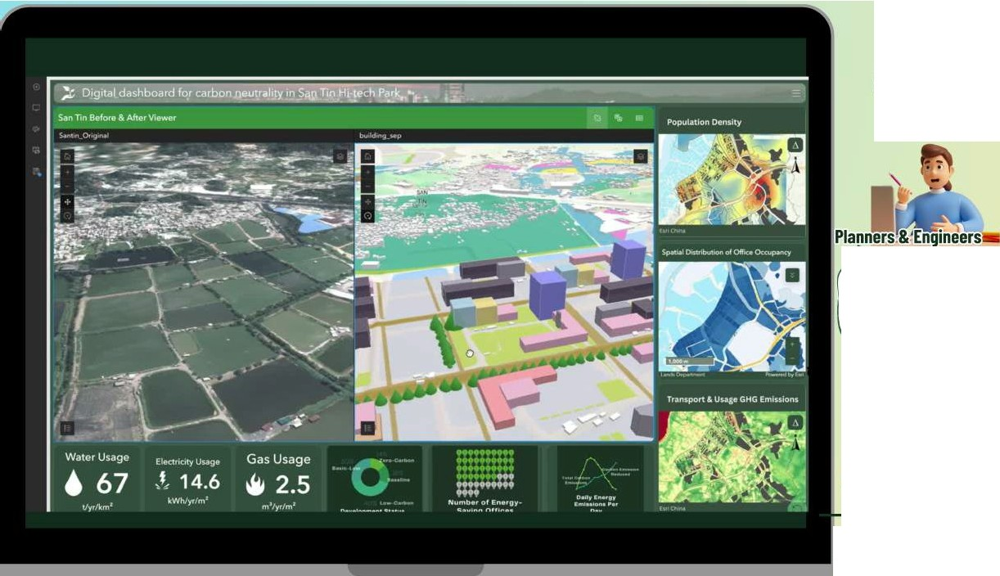 Digital dashboard for carbon neutrality in San Tin Hi-tech Park
San Tin Before & After Viewer
Santin_Original
building_sep
SAN
TIN
Population Density
Esri China
Spatial Distribution of Office Occupancy
1,000 m
Lands Department
Powered by Esri
Transport & Usage GHG Emissions
Esri China
Water Usage
67
t/yr/km²
Electricity Usage
14.6
kWh/yr/m²
Gas Usage
2.5
m³/yr/m²
Zero-Carbon
Baseline
Low-Carbon
Development Status
Number of Energy-
Saving Offices
Total Carbon
Emissions
Carbon Emission
Reduced
Daily Energy
Emissions Per
Day
Planners & Engineers